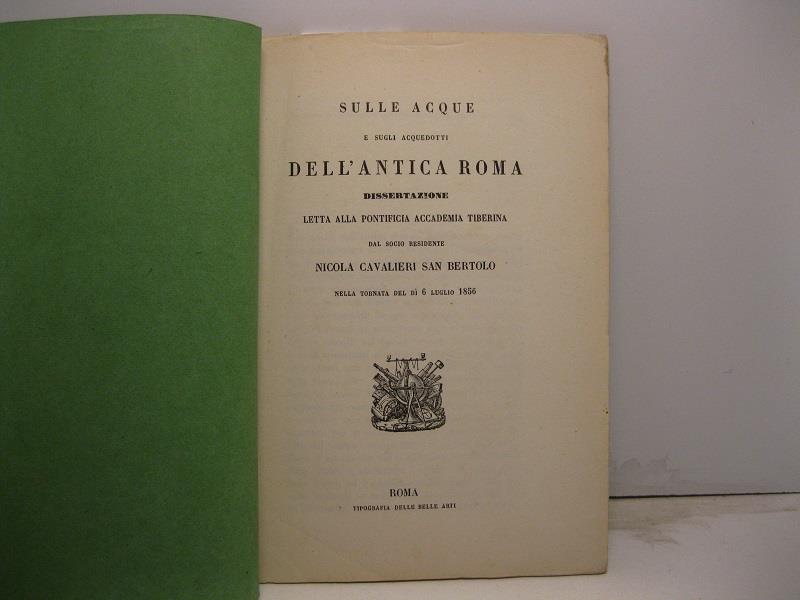 SULLE ACQUE
E SUGLI ACQUEDOTTI
DELL'ANTICA ROMA
DISSERTAZIONE
LETTA ALLA PONTIFICIA ACCADEMIA TIBERINA
DAL SOCIO RESIDENTE
NICOLA CAVALIERI SAN BERTOLO
NELLA TORNATA DEL DÌ 6 LUGLIO 1856
ROMA
TIPOGRAFIA DELLE BELLE ARTI